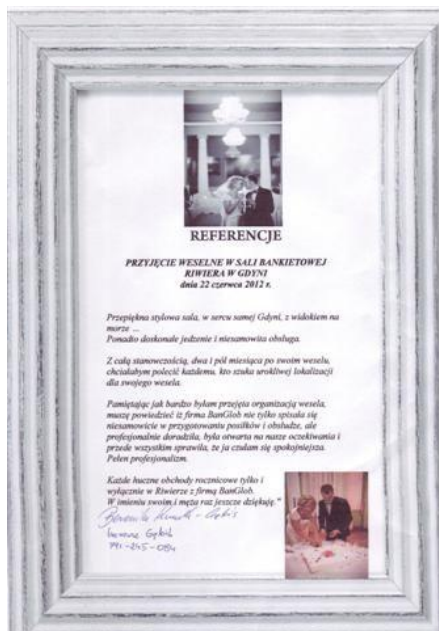 REFERENCJE
PRZYJĘCIE WESELNE W SALI BANKIETOWEJ
RIWIERA W GDYNI
dnia 22 czerwca 2012 r.
Przepiękna stylowa sala, w sercu samej Gdyni, z widokiem na
morze ...
Ponadto doskonałe jedzenie i niesamowita obsługa.
Z całą stanowczością, dwa i pół miesiąca po swoim weselu,
chciałabym polecić każdemu, kto szuka urokliwej lokalizacji
dla swojego wesela.
Pamiętając jak bardzo byłam przejęta organizacją wesela,
muszę powiedzieć iż firma BanGlob nie tylko spisała się
niesamowicie w przygotowaniu posiłków i obsłudze, ale
profesjonalnie doradziła, była otwarta na nasze oczekiwania i
przede wszystkim sprawiła, że ja czułam się spokojniejsza.
Pełen profesjonalizm.
Każde huczne obchody rocznicowe tylko i
wyłącznie w Riwierze z firmą BanGlob.
W imieniu swoim i męża raz jeszcze dziękuję."